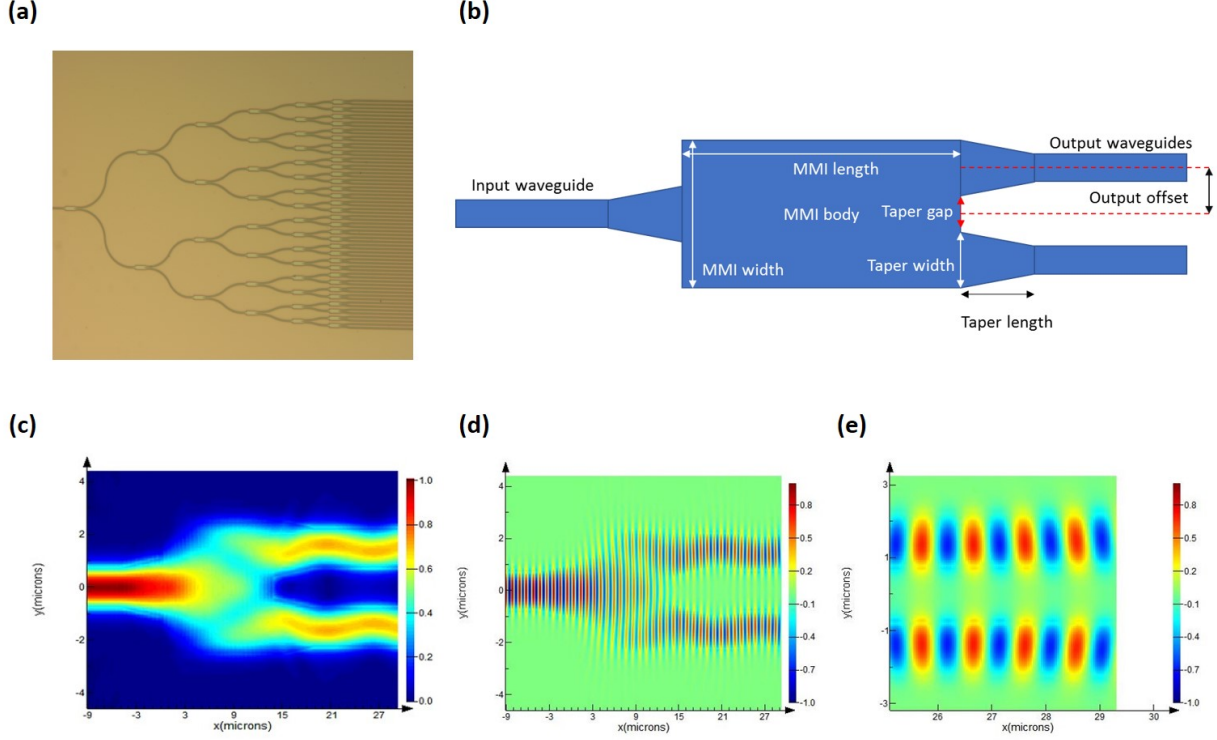 (a)
(b)
Input waveguide
MMI length
MMI body
MMI width
Taper gap
Taper width
Taper length
Output waveguides
Output offset
(c)
(d)
(e)
y(microns)
4
2
0
-2
-4
-9
3
9
15
21
27
x(microns)
1.0
0.8
0.6
0.4
0.2
0.0
y(microns)
4
2
0
-2
-4
-9
-3
3
9
15
21
27
x(microns)
0.8
0.5
0.2
-0.1
-0.4
-0.7
-1.0
y(microns)
3
1
-1
-3
26
27
28
29
30
x(microns)
0.8
0.5
0.2
-0.1
-0.4
-0.7
-1.0